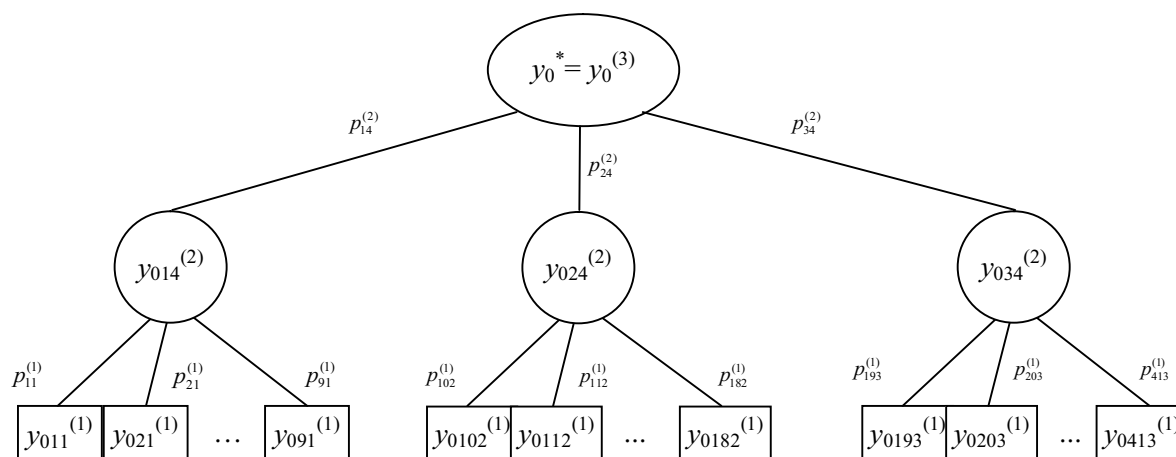 y₀* = y₀⁽³⁾
p₁₄⁽²⁾
p₃₄⁽²⁾
p₂₄⁽²⁾
y₀₁₄⁽²⁾ y₀₂₄⁽²⁾ y₀₃₄⁽²⁾
p₁₁⁽¹⁾ p₂₁⁽¹⁾ p₉₁⁽¹⁾ p₁₀₂⁽¹⁾ p₁₁₂⁽¹⁾ p₁₈₂⁽¹⁾ p₁₉₃⁽¹⁾ p₂₀₃⁽¹⁾ p₄₁₃⁽¹⁾
y₀₁₁⁽¹⁾ y₀₂₁⁽¹⁾ … y₀₉₁⁽¹⁾ y₀₁₀₂⁽¹⁾ y₀₁₁₂⁽¹⁾ ... y₀₁₈₂⁽¹⁾ y₀₁₉₃⁽¹⁾ y₀₂₀₃⁽¹⁾ ... y₀₄₁₃⁽¹⁾